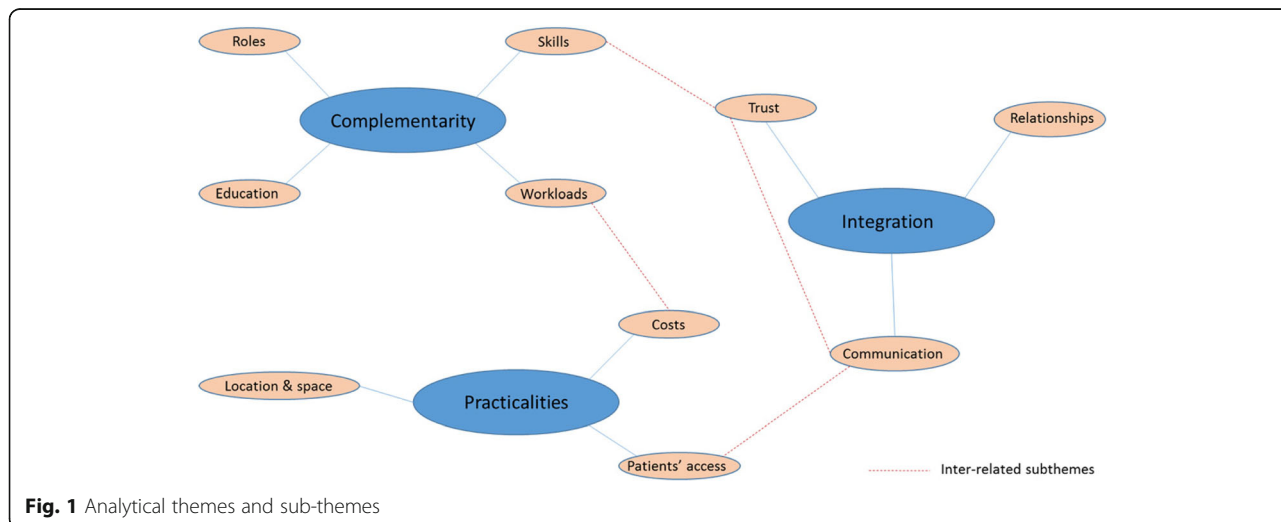 Roles
Skills
Trust
Relationships
Complementarity
Education
Workloads
Integration
Costs
Communication
Location & space
Practicalities
Patients’ access
Inter-related subthemes
Fig. 1 Analytical themes and sub-themes